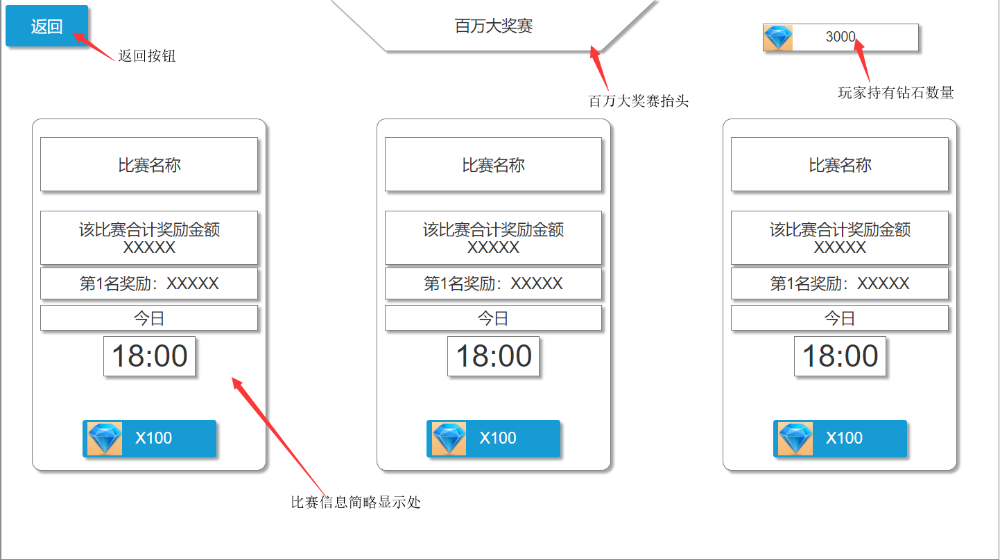 返回
百万大奖赛
3000
返回按钮
百万大奖赛抬头
玩家持有钻石数量
比赛名称
该比赛合计奖励金额
XXXXX
第1名奖励：XXXXX
今日
18:00
X100
比赛名称
该比赛合计奖励金额
XXXXX
第1名奖励：XXXXX
今日
18:00
X100
比赛名称
该比赛合计奖励金额
XXXXX
第1名奖励：XXXXX
今日
18:00
X100
比赛信息简略显示处